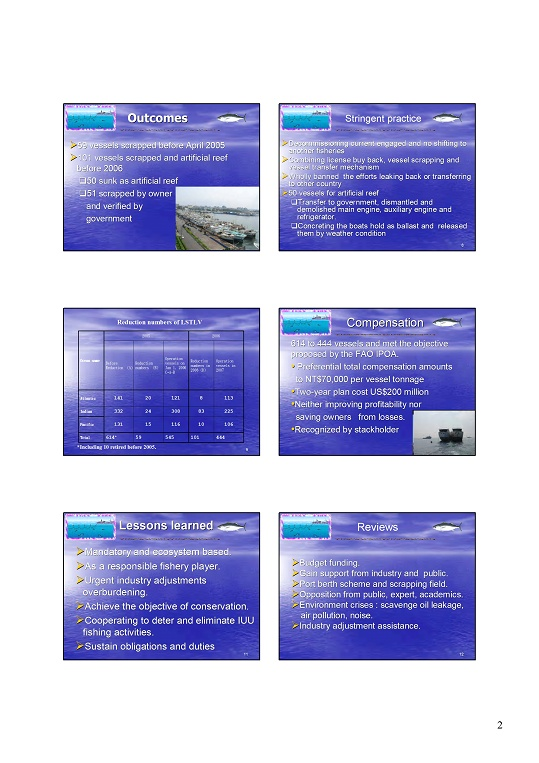 Outcomes
59 vessels scrapped before April 2005
101 vessels scrapped and artificial reef
before 2006
50 sunk as artificial reef
51 scrapped by owner
and verified by
government
Stringent practice
Decommissioning current engaged and no shifting to
another fisheries
Combining license buy back, vessel scrapping and
vessel transfer mechanism
Wholly banned the efforts leaking back or transferring
to other country
50 vessels for artificial reef
Transfer to government, dismantled and
demolished main engine, auxiliary engine and
refrigerator
Concreting the boats hold as ballast and released
them by weather condition
Reduction numbers of LSTLV
2005 2006
Ocean name
Before Reduction (A)
Reduction numbers (B)
Operation vessels on Jan 1, 2006
Reduction numbers in 2006 (D)
Operation vessels in 2007
Atlantic 141 20 121 8 113
Indian 332 24 308 83 225
Pacific 131 15 116 10 106
Total 614* 59 545 101 444
*Including 10 retired before 2005.
Compensation
614 to 444 vessels and met the objective
proposed by the FAO IPOA.
Preferential total compensation amounts
to NT$70,000 per vessel tonnage
Two-year plan cost US$200 million
Neither improving profitability nor
saving owners from losses.
Recognized by stackholder
Lessons learned
Mandatory and ecosystem based.
As a responsible fishery player.
Urgent industry adjustments
overburdening.
Achieve the objective of conservation.
Cooperating to deter and eliminate IUU
fishing activities.
Sustain obligations and duties
11
Reviews
Budget funding.
Gain support from industry and public.
Port berth scheme and scrapping field.
Opposition from public, expert, academics.
Environment crises : scavenge oil leakage,
air pollution, noise.
Industry adjustment assistance.
12
2